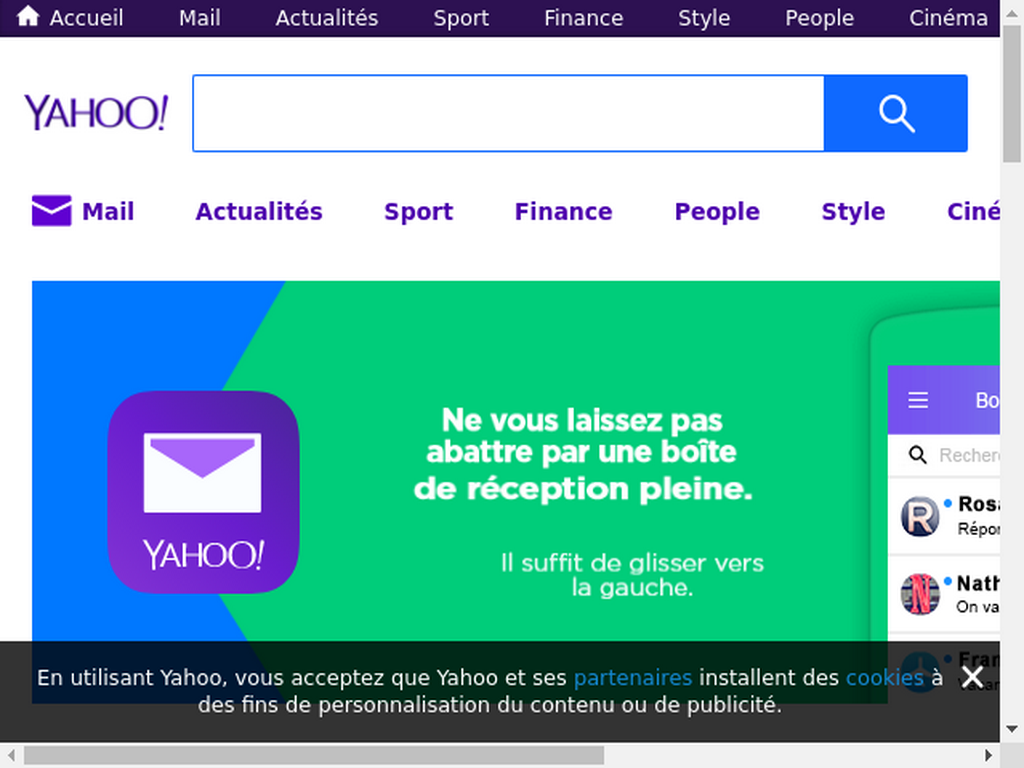 Accueil Mail Actualités Sport Finance Style People Cinéma
YAHOO!
Mail Actualités Sport Finance People Style Ciné
Ne vous laissez pas
abattre par une boîte
de réception pleine.
Il suffit de glisser vers
la gauche.
YAHOO!
Bo
Recher
Rosa
Répor
Nath
On va
Fran
En utilisant Yahoo, vous acceptez que Yahoo et ses partenaires installent des cookies à
des fins de personnalisation du contenu ou de publicité.